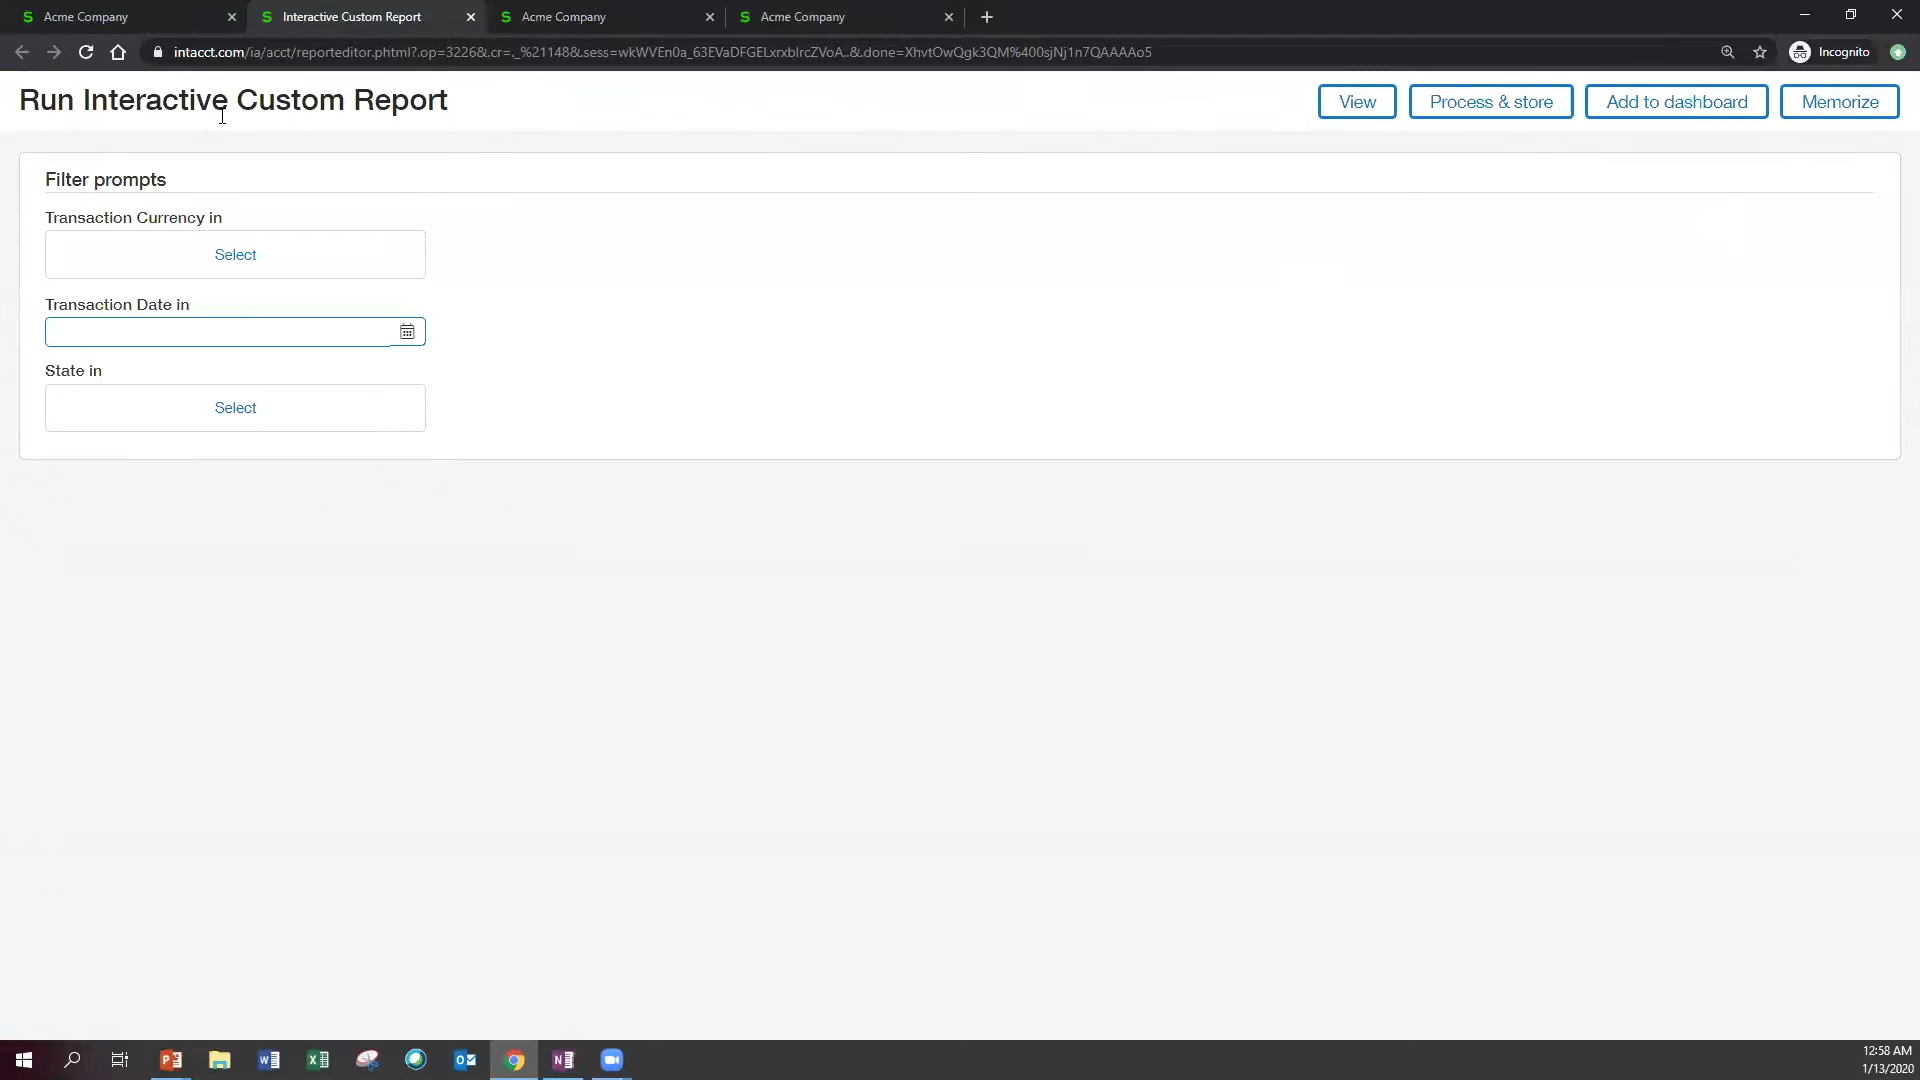 Acme Company
Interactive Custom Report
Acme Company
Acme Company
intacct.com/ia/acct/reporteditor.phtml?.op=3226&.cr=._%21148&.sess=wkWVEn0a_63EVaDFGELxrxblrcZVoA..&.done=XhvtOwQgk3QM%400sjNj1n7QAAAAo5
Incognito
Run Interactive Custom Report
View
Process & store
Add to dashboard
Memorize
Filter prompts
Transaction Currency in
Select
Transaction Date in
State in
Select
12:58 AM
1/13/2020